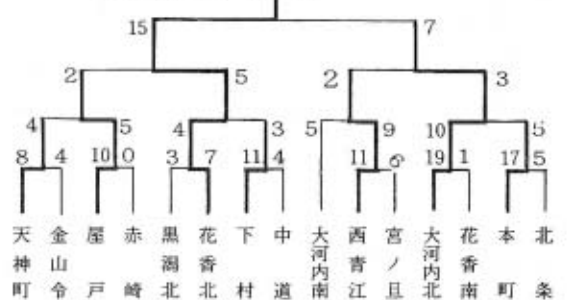 15 7
2 5 2 3
4 5 4 3 5 9 10 5
8 4 10 0 3 7 11 4 11 6 19 1 17 5
天神町
金山令
屋戸
赤崎
黒潟北
花香北
下村
中道
大河内南
西青江
宮ノ旦
大河内北
花香南
本町
北条